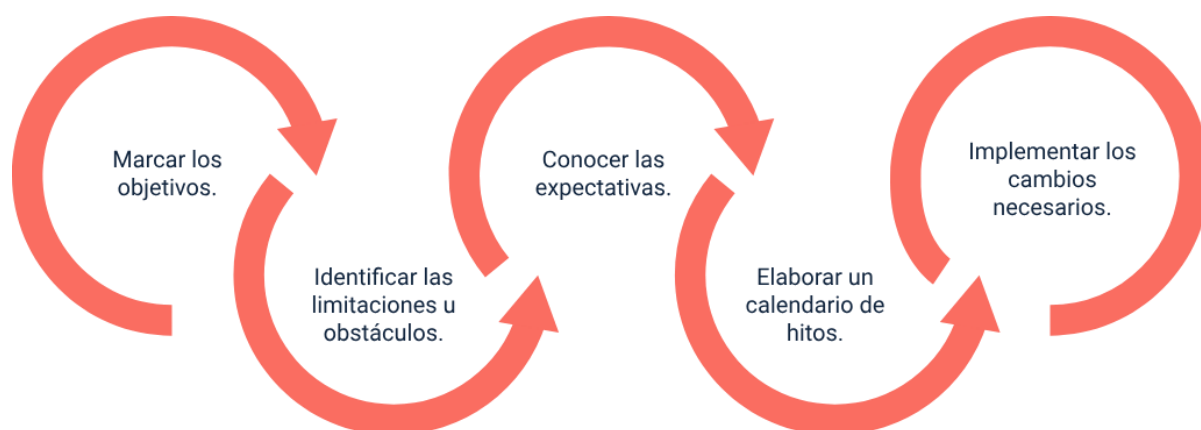 Marcar los
objetivos.
Identificar las
limitaciones u
obstáculos.
Conocer las
expectativas.
Elaborar un
calendario de
hitos.
Implementar los
cambios
necesarios.